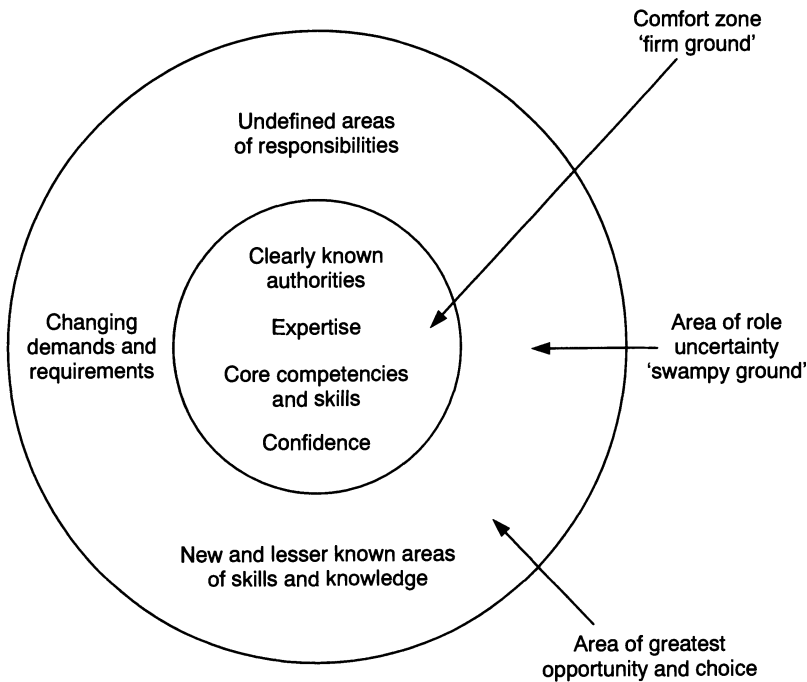 Comfort zone
‘firm ground’
Undefined areas
of responsibilities
Clearly known
authorities
Expertise
Core competencies
and skills
Confidence
Changing
demands and
requirements
Area of role
uncertainty
‘swampy ground’
New and lesser known areas
of skills and knowledge
Area of greatest
opportunity and choice